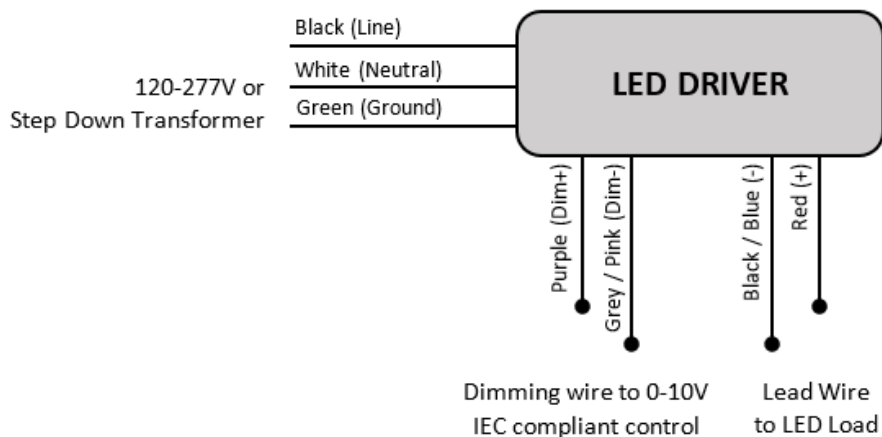 Black (Line)
White (Neutral)
Green (Ground)
120-277V or
Step Down Transformer
LED DRIVER
Purple (Dim+)
Grey / Pink (Dim-)
Black / Blue (-)
Red (+)
Dimming wire to 0-10V
IEC compliant control
Lead Wire
to LED Load